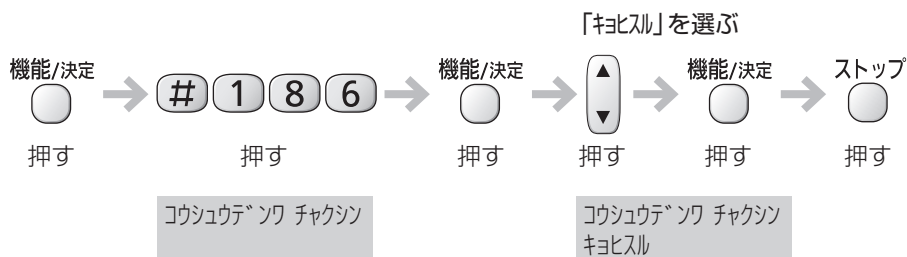 「ｷｮﾋｽﾙ」を選ぶ
機能/決定
#186
機能/決定
▲
▼
機能/決定
ストップ
押す
押す
押す
押す
押す
押す
ｺｳｼｭｳﾃﾞﾝﾜ ﾁｬｸｼﾝ
ｺｳｼｭｳﾃﾞﾝﾜ ﾁｬｸｼﾝ
ｷｮﾋｽﾙ